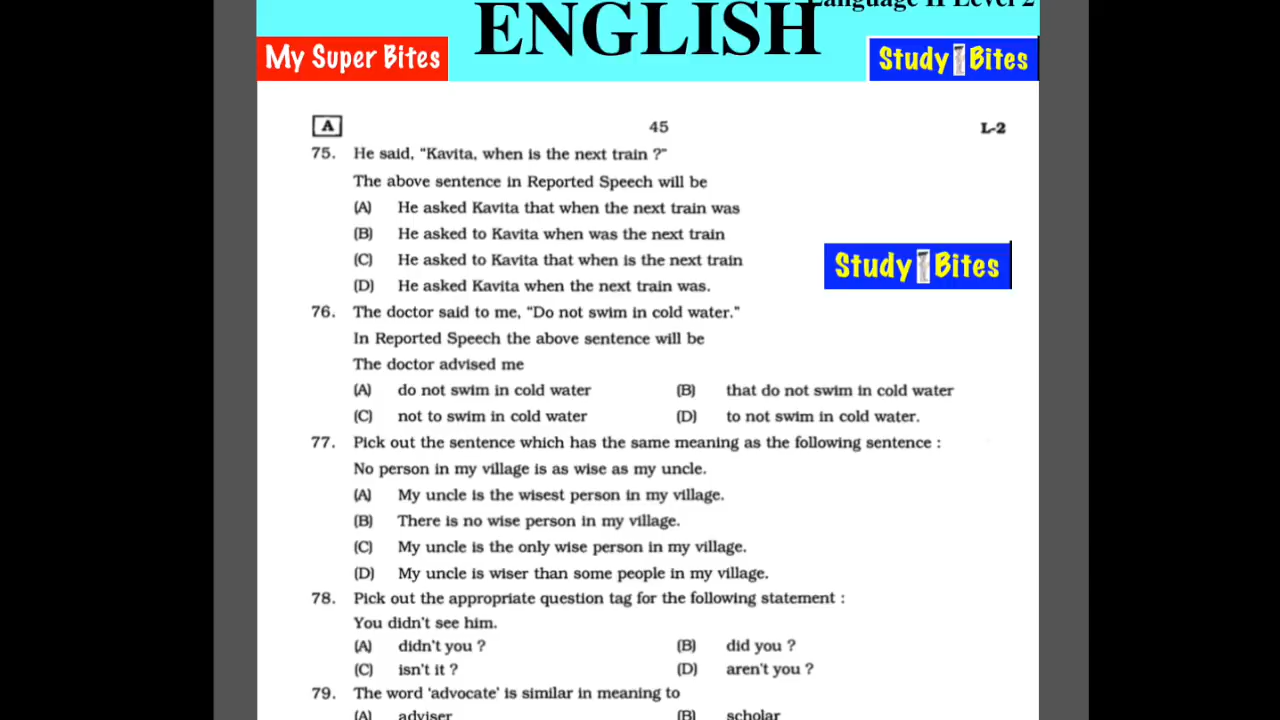 Language II Level 2
ENGLISH
My Super Bites
Study Bites
A 45 L-2
75. He said, "Kavita, when is the next train ?"
The above sentence in Reported Speech will be
(A) He asked Kavita that when the next train was
(B) He asked to Kavita when was the next train
(C) He asked to Kavita that when is the next train
(D) He asked Kavita when the next train was.
Study Bites
76. The doctor said to me, "Do not swim in cold water."
In Reported Speech the above sentence will be
The doctor advised me
(A) do not swim in cold water (B) that do not swim in cold water
(C) not to swim in cold water (D) to not swim in cold water.
77. Pick out the sentence which has the same meaning as the following sentence :
No person in my village is as wise as my uncle.
(A) My uncle is the wisest person in my village.
(B) There is no wise person in my village.
(C) My uncle is the only wise person in my village.
(D) My uncle is wiser than some people in my village.
78. Pick out the appropriate question tag for the following statement :
You didn't see him.
(A) didn't you ? (B) did you ?
(C) isn't it ? (D) aren't you ?
79. The word 'advocate' is similar in meaning to
(A) adviser (B) scholar